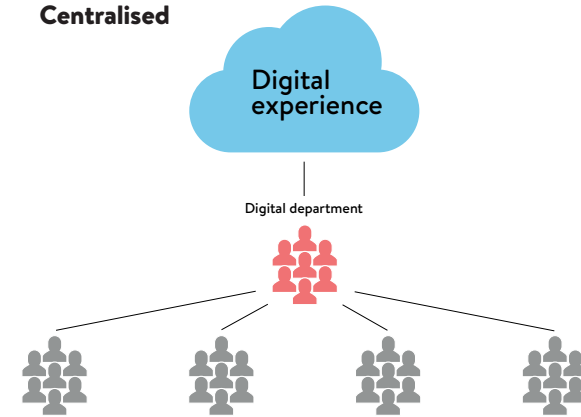 Centralised
Digital
experience
Digital department